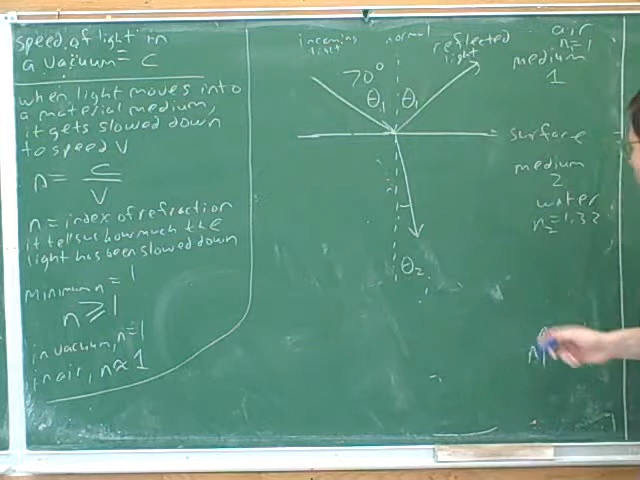 speed of light in
a vacuum = c
when light moves into
a material medium,
it gets slowed down
to speed v
n = c
v
n = index of refraction
it tells us how much the
light has been slowed down
minimum n = 1
n ≥ 1
in vacuum, n = 1
in air, n ≈ 1
incoming
light
normal
reflected
light
70°
θ1
θ1
air
n = 1
medium
1
surface
medium
2
water
n2 = 1.33
θ2